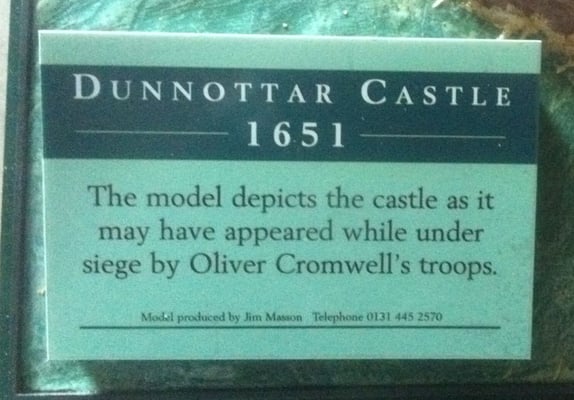 DUNNOTTAR CASTLE
1651
The model depicts the castle as it
may have appeared while under
siege by Oliver Cromwell's troops.
Model produced by Jim Masson Telephone 0131 445 2570